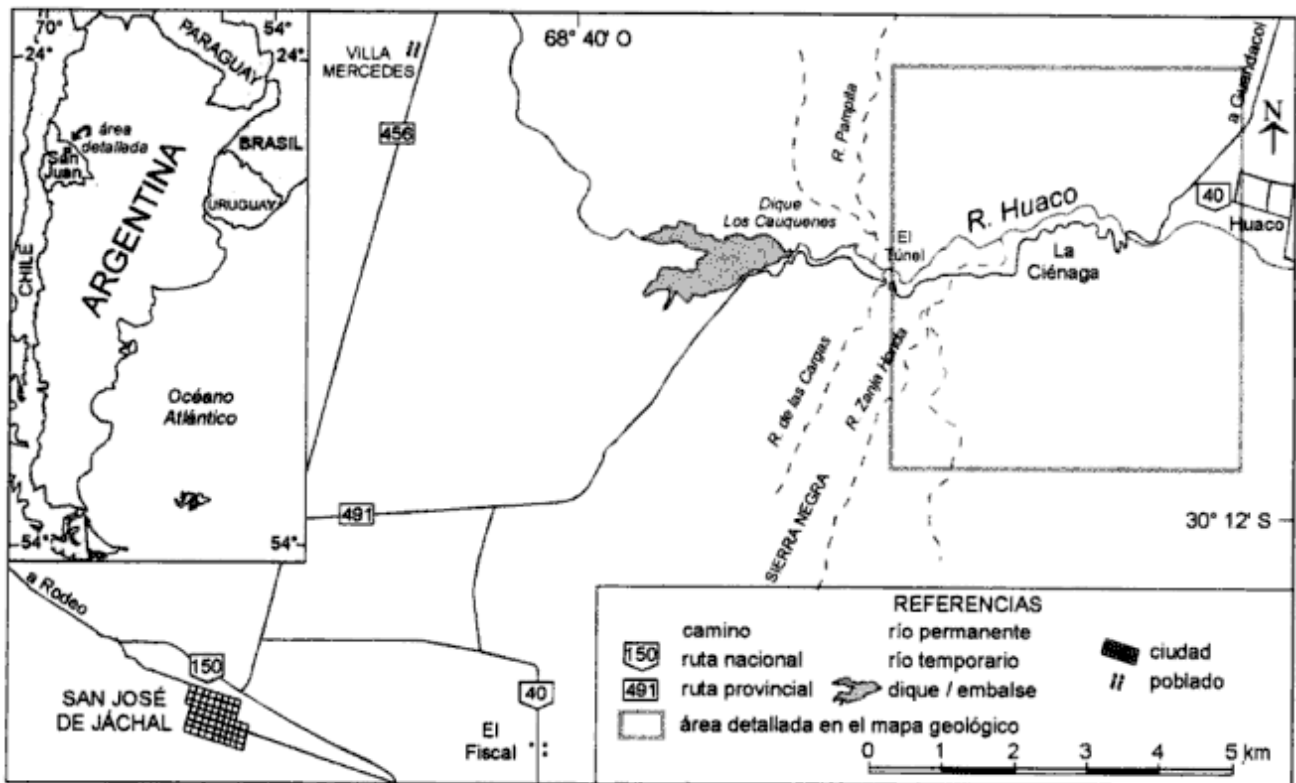 70°
54°
24°
24°
PARAGUAY
área
detallada
San
Juan
BRASIL
URUGUAY
ARGENTINA
CHILE
Océano
Atlántico
54°
54°
VILLA
MERCEDES
68° 40' O
456
R. Pampita
a Guandacol
N
Dique
Los Cauquenes
El
Túnel
R. Huaco
40
Huaco
La
Ciénaga
R. de las Cargas
R. Zanja Honda
SIERRA NEGRA
491
30° 12' S
a Rodeo
150
SAN JOSÉ
DE JÁCHAL
40
El
Fiscal
REFERENCIAS
camino
río permanente
150 ruta nacional
río temporario
ciudad
491 ruta provincial
dique / embalse
poblado
área detallada en el mapa geológico
0 1 2 3 4 5 km